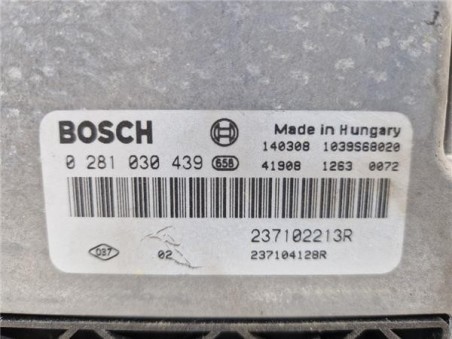 BOSCH
Made in Hungary
140308 1039S68020
0 281 030 439 656
41908 1263 0072
237102213R
D37 02 237104128R